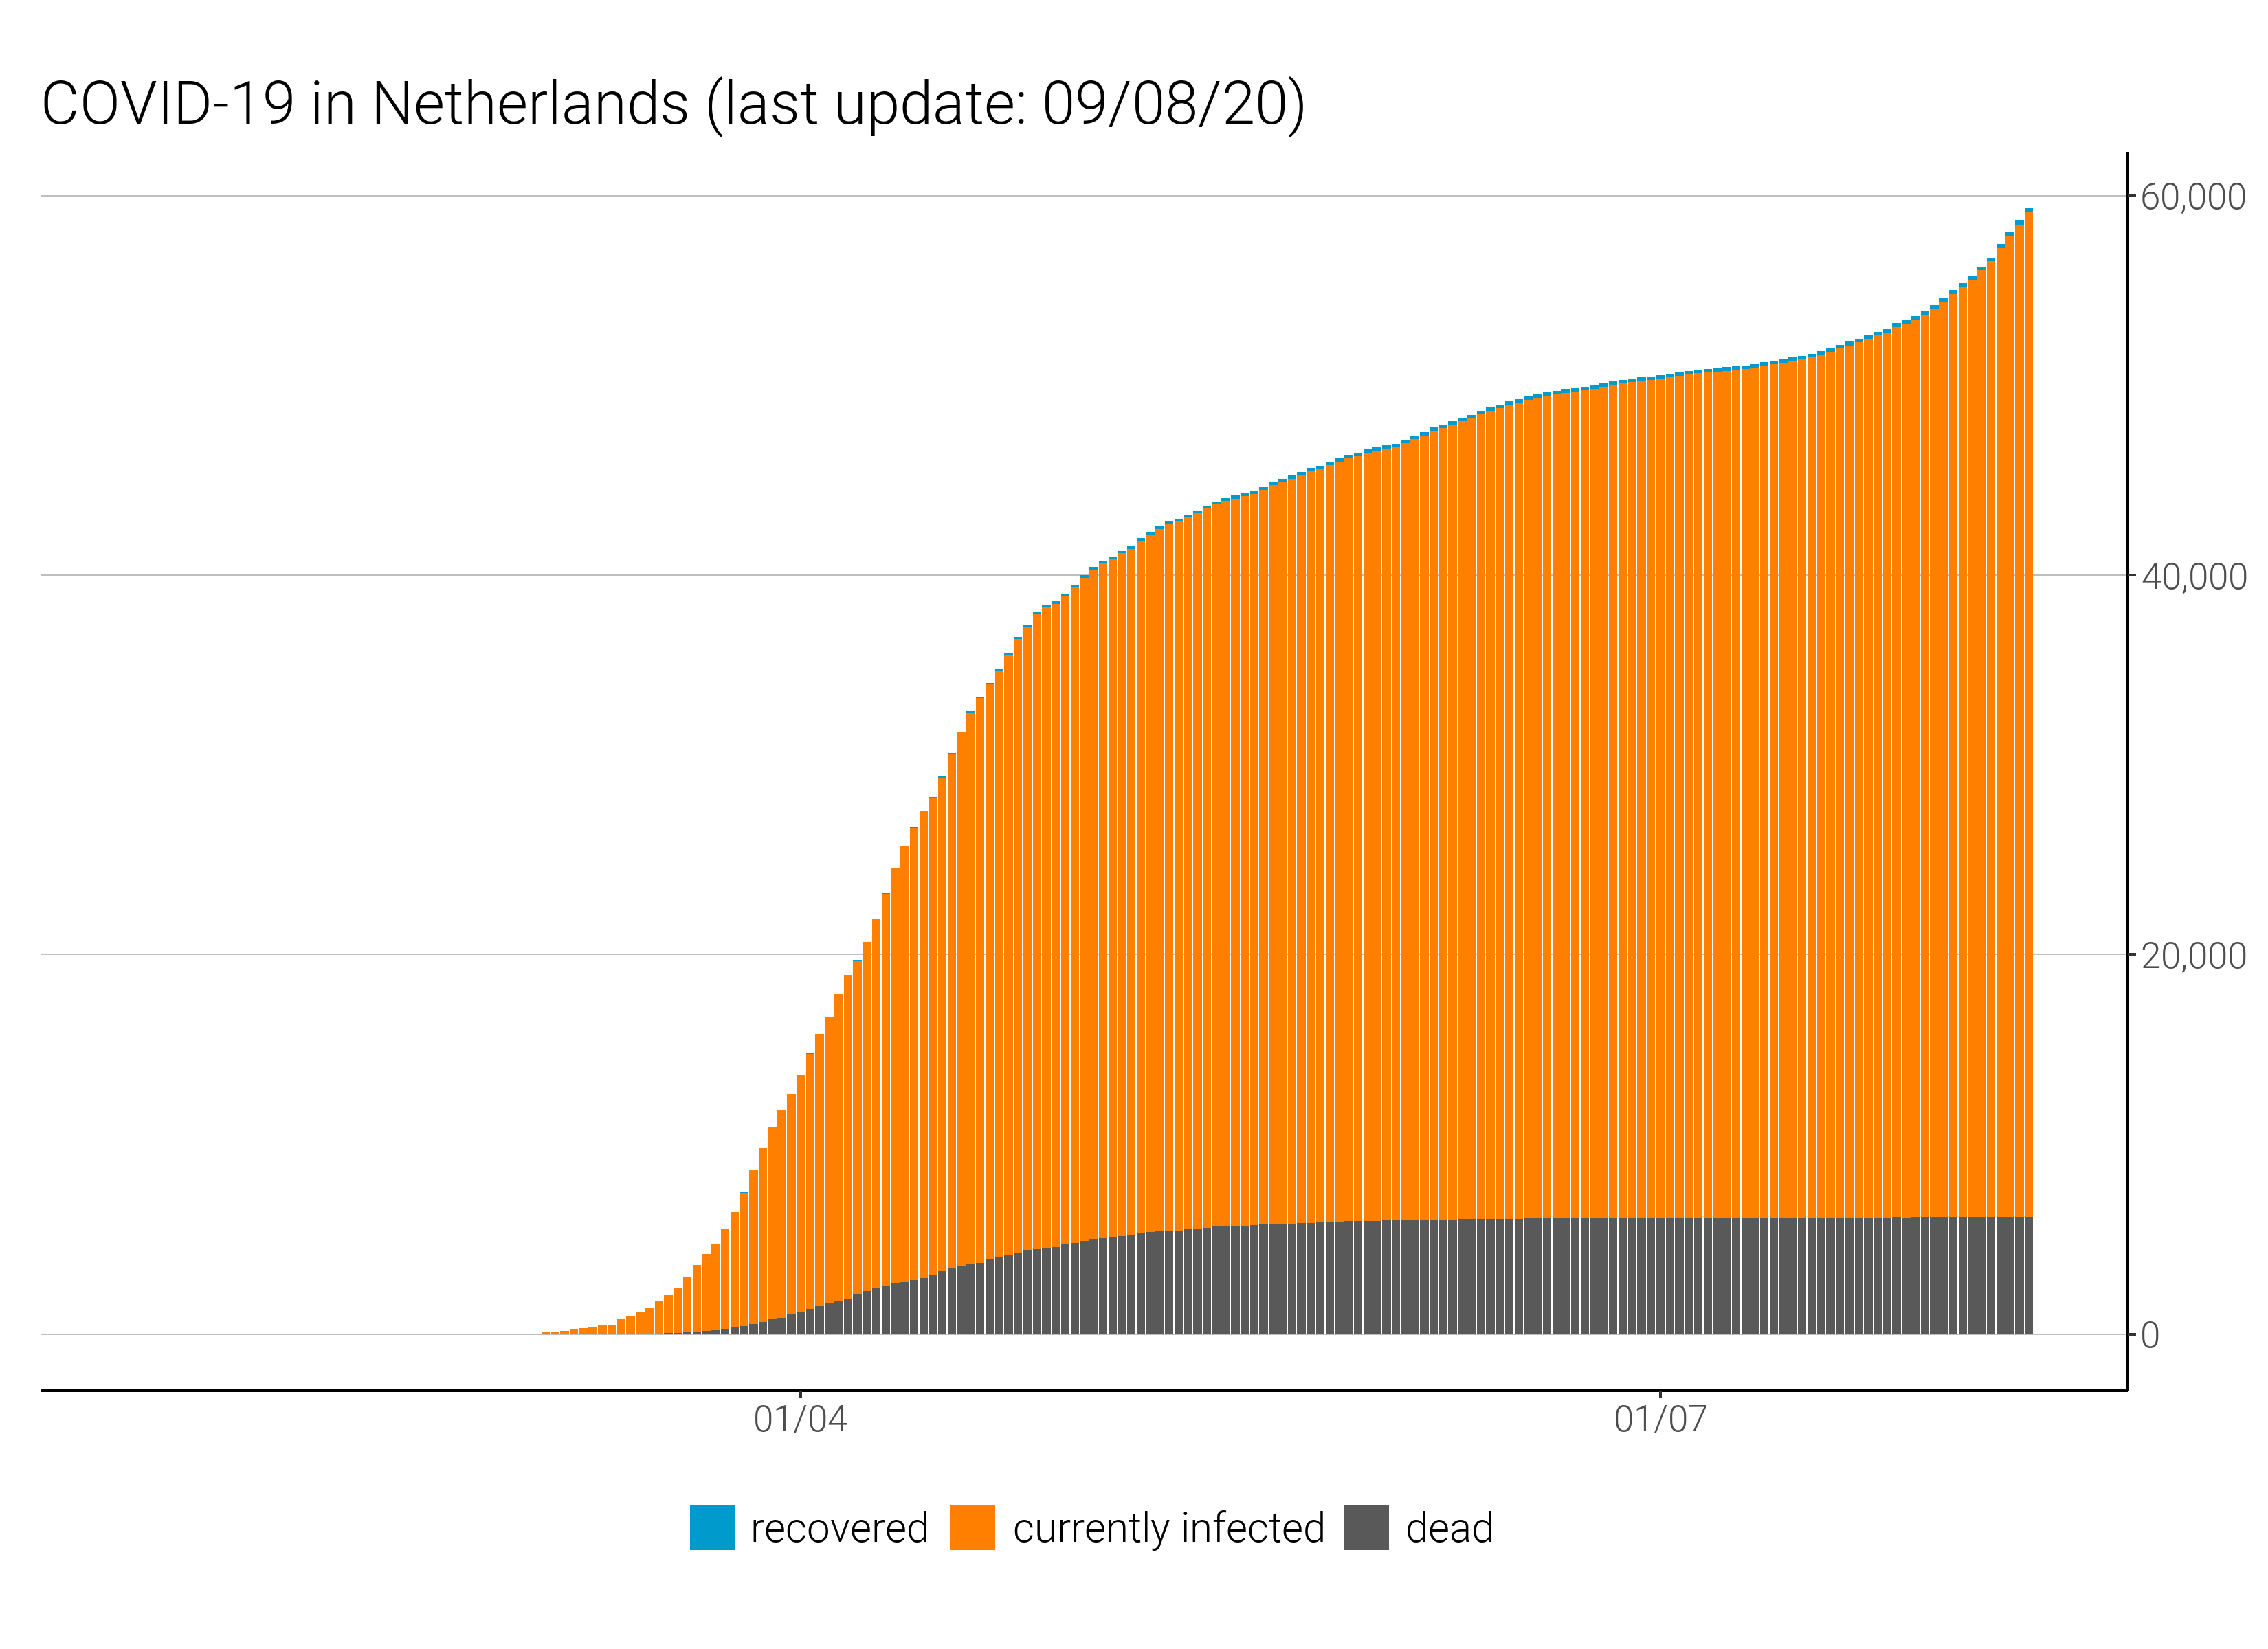 COVID-19 in Netherlands (last update: 09/08/20)
60,000
40,000
20,000
0
01/04 01/07
recovered currently infected dead